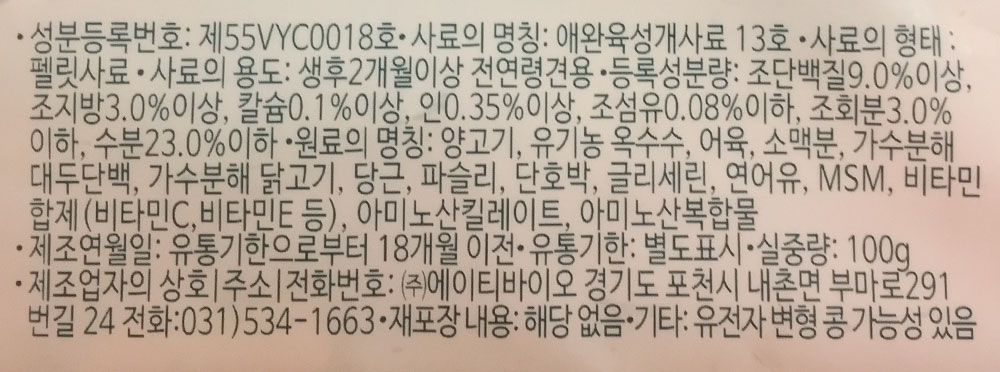 ·성분등록번호: 제55VYC0018호·사료의 명칭: 애완육성개사료 13호·사료의 형태:
펠릿사료·사료의 용도: 생후2개월이상 전연령견용·등록성분량: 조단백질9.0%이상,
조지방3.0%이상, 칼슘0.1%이상, 인0.35%이상, 조섬유0.08%이하, 조회분3.0%
이하, 수분23.0%이하·원료의 명칭: 양고기, 유기농 옥수수, 어육, 소맥분, 가수분해
대두단백, 가수분해 닭고기, 당근, 파슬리, 단호박, 글리세린, 연어유, MSM, 비타민
합제(비타민C,비타민E 등), 아미노산킬레이트, 아미노산복합물
·제조연월일: 유통기한으로부터 18개월 이전·유통기한: 별도표시·실중량: 100g
·제조업자의 상호|주소|전화번호: ㈜에이티바이오 경기도 포천시 내촌면 부마로291
번길 24 전화:031)534-1663·재포장내용: 해당 없음·기타: 유전자 변형 콩 가능성 있음